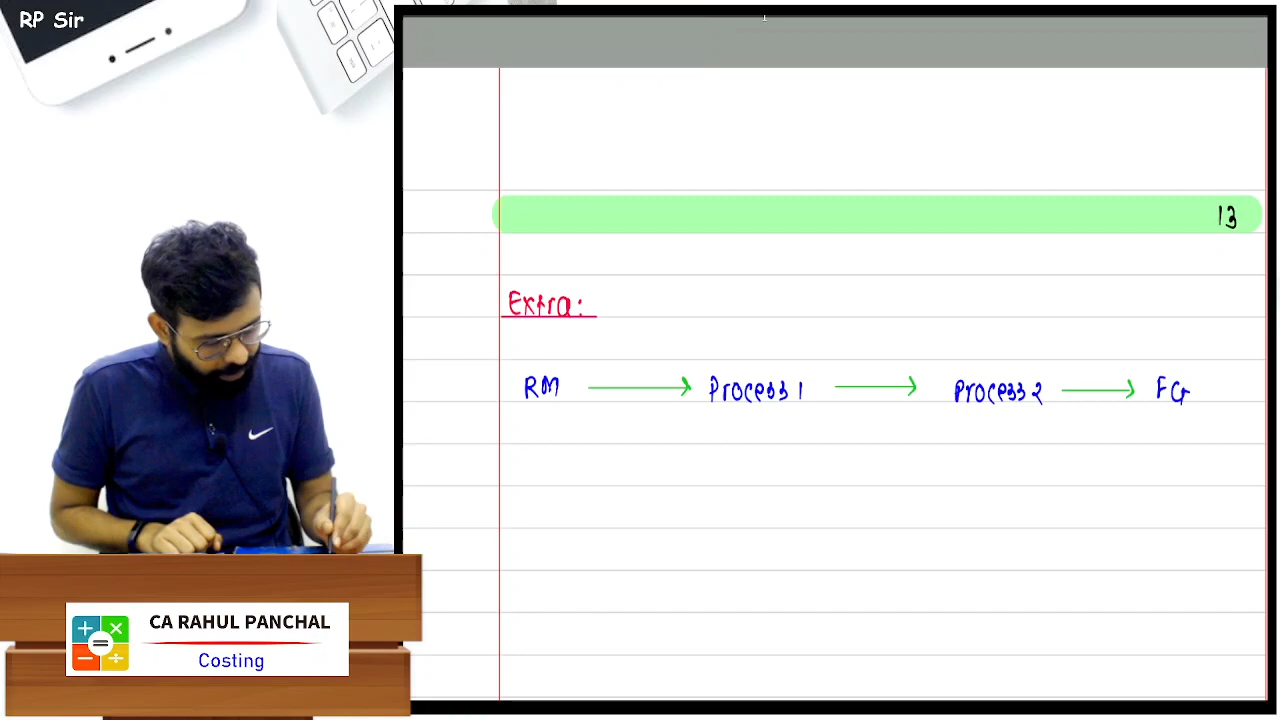 RP Sir
13
Extra:
RM → Process 1 → Process 2 → FG
CA RAHUL PANCHAL
Costing